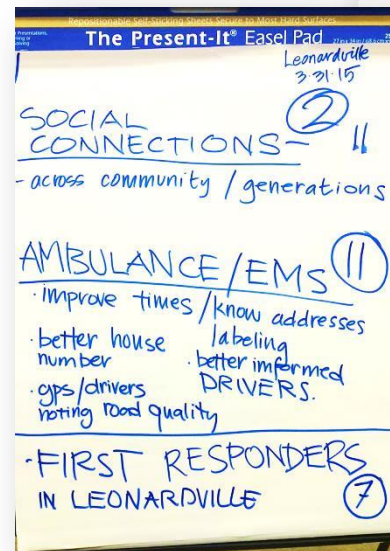 Repositionable Self-Sticking Sheets Secure to Most Hard Surfaces
The Present-It® Easel Pad
Leonardville
3·31·15
SOCIAL 2
CONNECTIONS- 11
- across community / generations
AMBULANCE/EMS 11
· improve times / know addresses
· better house labeling
number · better informed
· gps/drivers DRIVERS.
noting road quality
· FIRST RESPONDERS
IN LEONARDVILLE 7